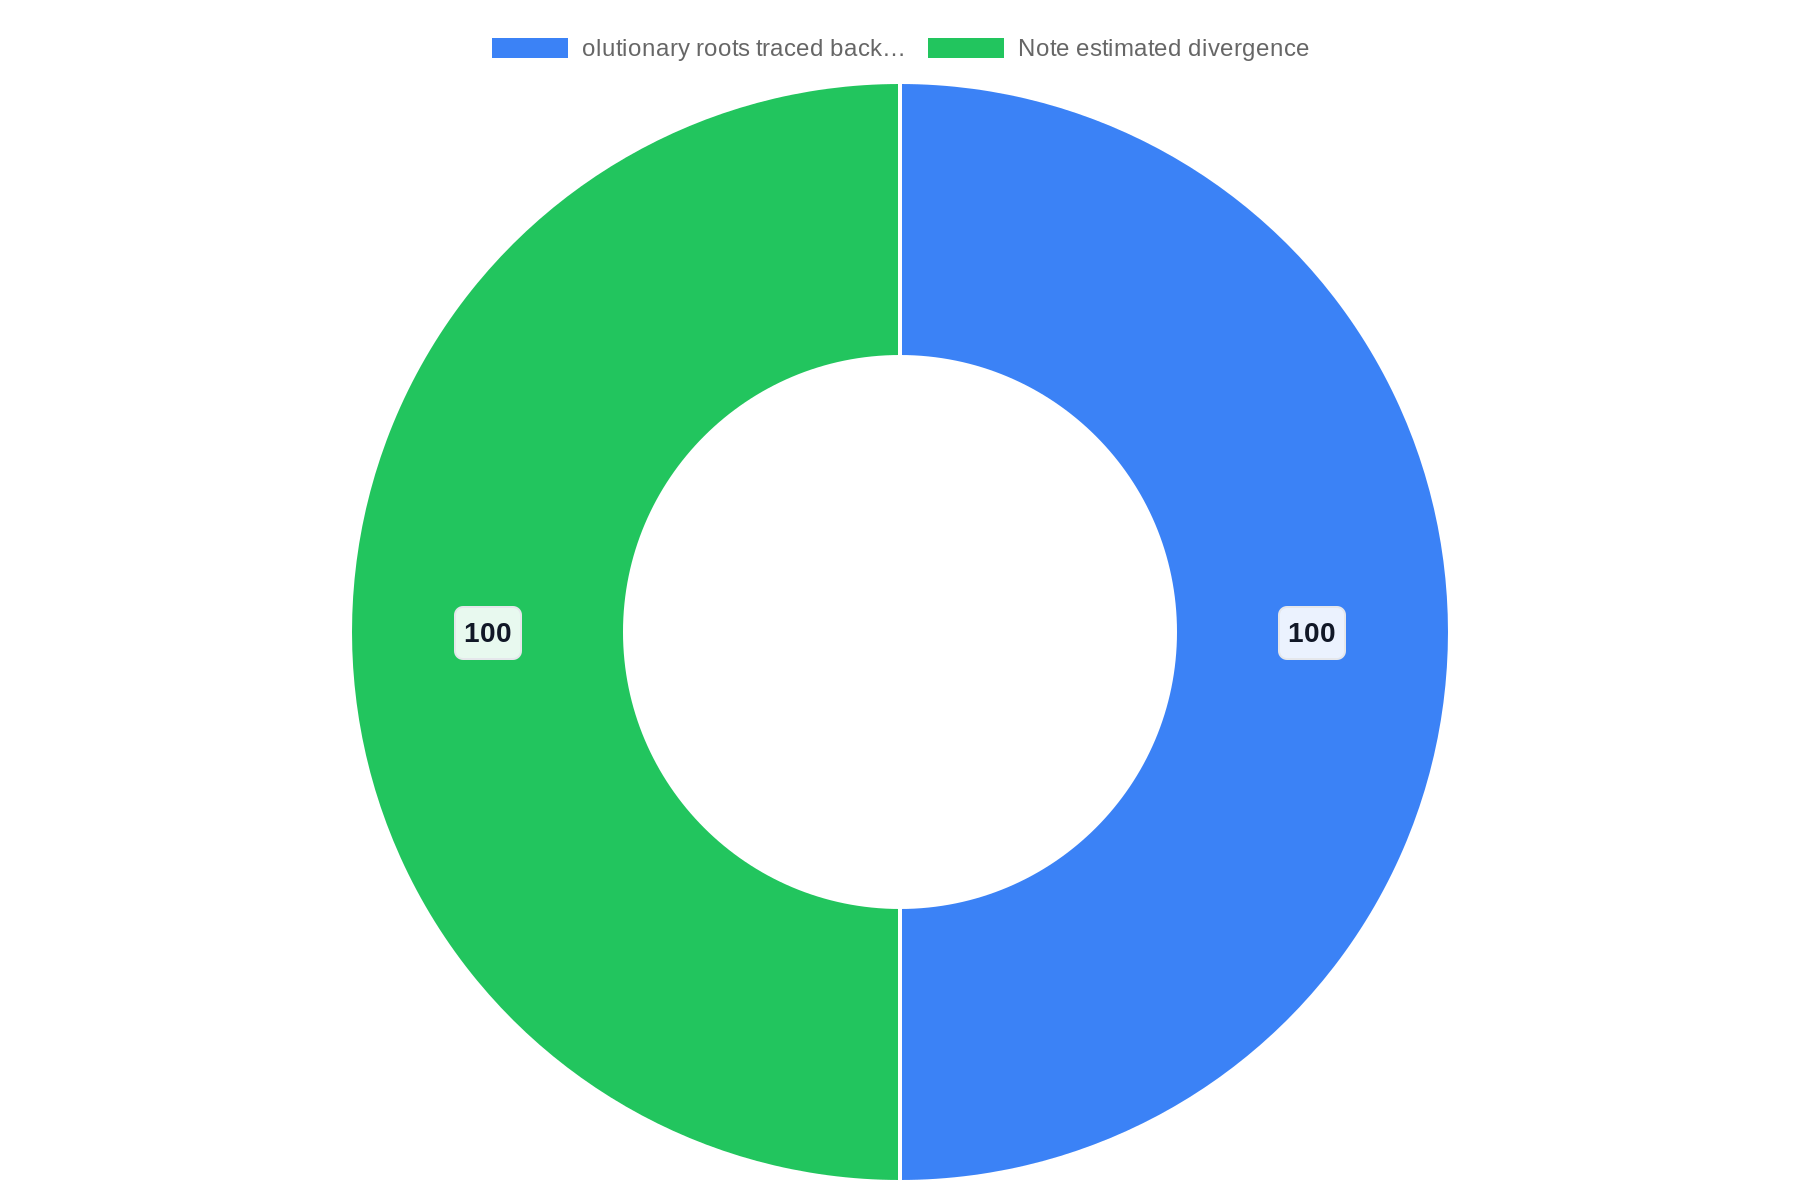 olutionary roots traced back…
Note estimated divergence
100
100